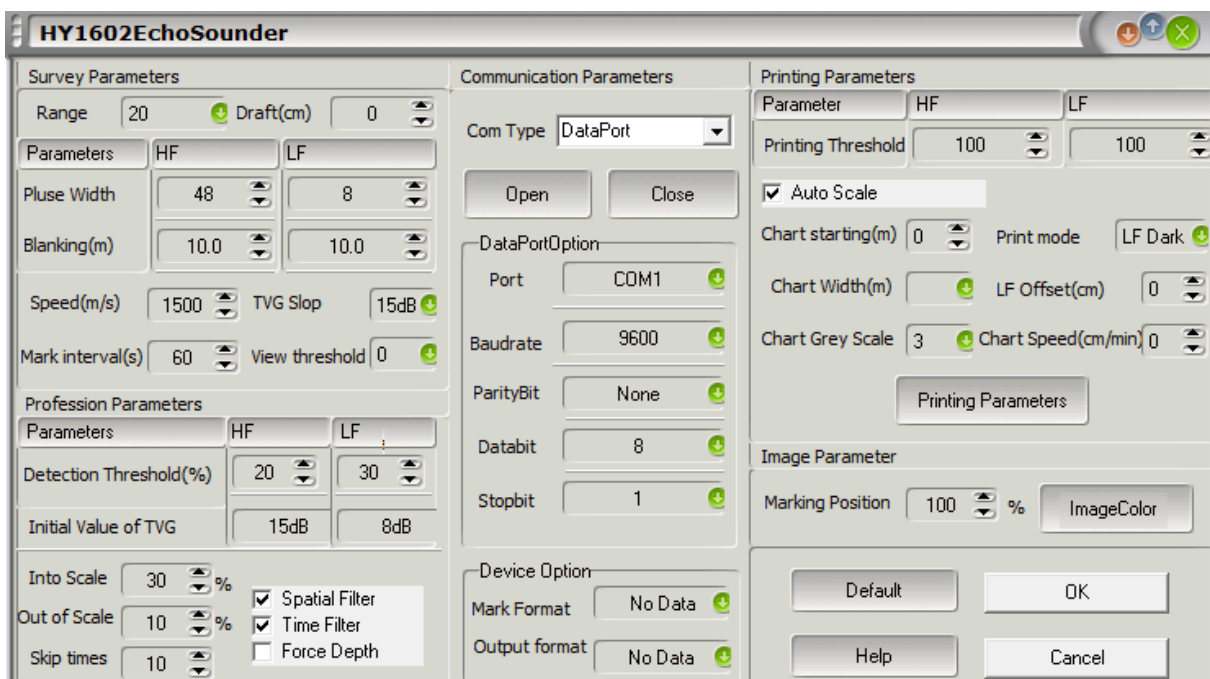 HY1602EchoSounder
Survey Parameters
Range 20 Draft(cm) 0
Parameters HF LF
Pluse Width 48 8
Blanking(m) 10.0 10.0
Speed(m/s) 1500 TVG Slop 15dB
Mark interval(s) 60 View threshold 0
Profession Parameters
Parameters HF LF
Detection Threshold(%) 20 30
Initial Value of TVG 15dB 8dB
Into Scale 30 %
Out of Scale 10 %
Skip times 10
Spatial Filter
Time Filter
Force Depth
Communication Parameters
Com Type DataPort
Open Close
DataPortOption
Port COM1
Baudrate 9600
ParityBit None
Databit 8
Stopbit 1
Device Option
Mark Format No Data
Output format No Data
Printing Parameters
Parameter HF LF
Printing Threshold 100 100
Auto Scale
Chart starting(m) 0 Print mode LF Dark
Chart Width(m) LF Offset(cm) 0
Chart Grey Scale 3 Chart Speed(cm/min) 0
Printing Parameters
Image Parameter
Marking Position 100 % ImageColor
Default OK
Help Cancel